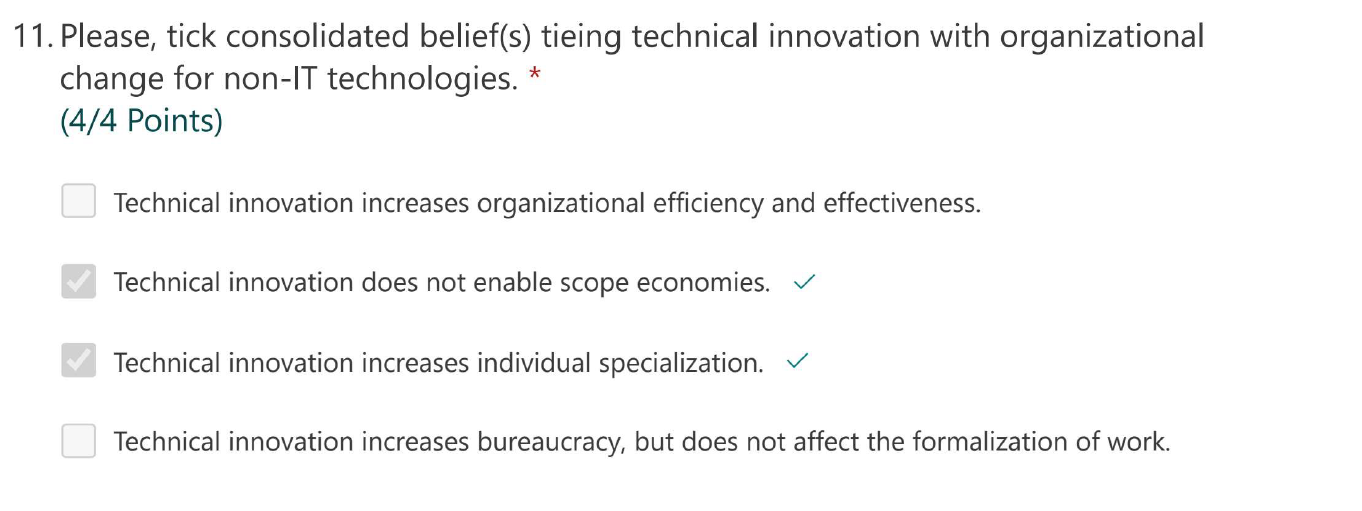 11. Please, tick consolidated belief(s) tieing technical innovation with organizational
change for non-IT technologies. *
(4/4 Points)
Technical innovation increases organizational efficiency and effectiveness.
Technical innovation does not enable scope economies.
Technical innovation increases individual specialization.
Technical innovation increases bureaucracy, but does not affect the formalization of work.